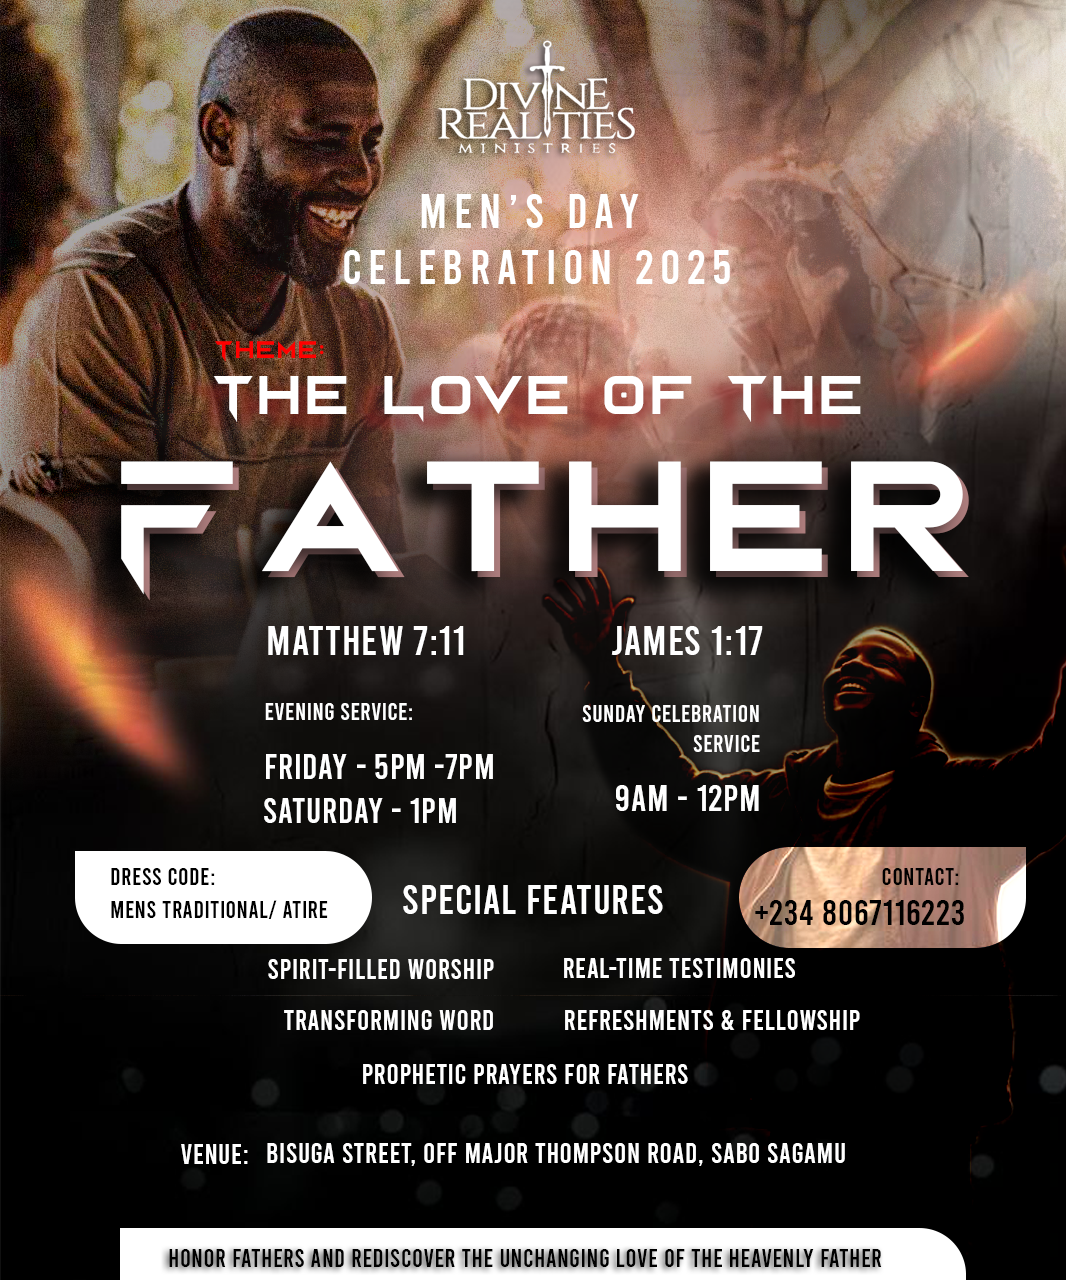 DIVINE
REALITIES
MINISTRIES
MEN'S DAY
CELEBRATION 2025
THEME:
THE LOVE OF THE
FATHER
MATTHEW 7:11
JAMES 1:17
EVENING SERVICE:
FRIDAY - 5PM -7PM
SATURDAY - 1PM
SUNDAY CELEBRATION
SERVICE
9AM - 12PM
DRESS CODE:
MENS TRADITIONAL/ ATIRE
SPECIAL FEATURES
CONTACT:
+234 8067116223
SPIRIT-FILLED WORSHIP
REAL-TIME TESTIMONIES
TRANSFORMING WORD
REFRESHMENTS & FELLOWSHIP
PROPHETIC PRAYERS FOR FATHERS
VENUE: BISUGA STREET, OFF MAJOR THOMPSON ROAD, SABO SAGAMU
HONOR FATHERS AND REDISCOVER THE UNCHANGING LOVE OF THE HEAVENLY FATHER